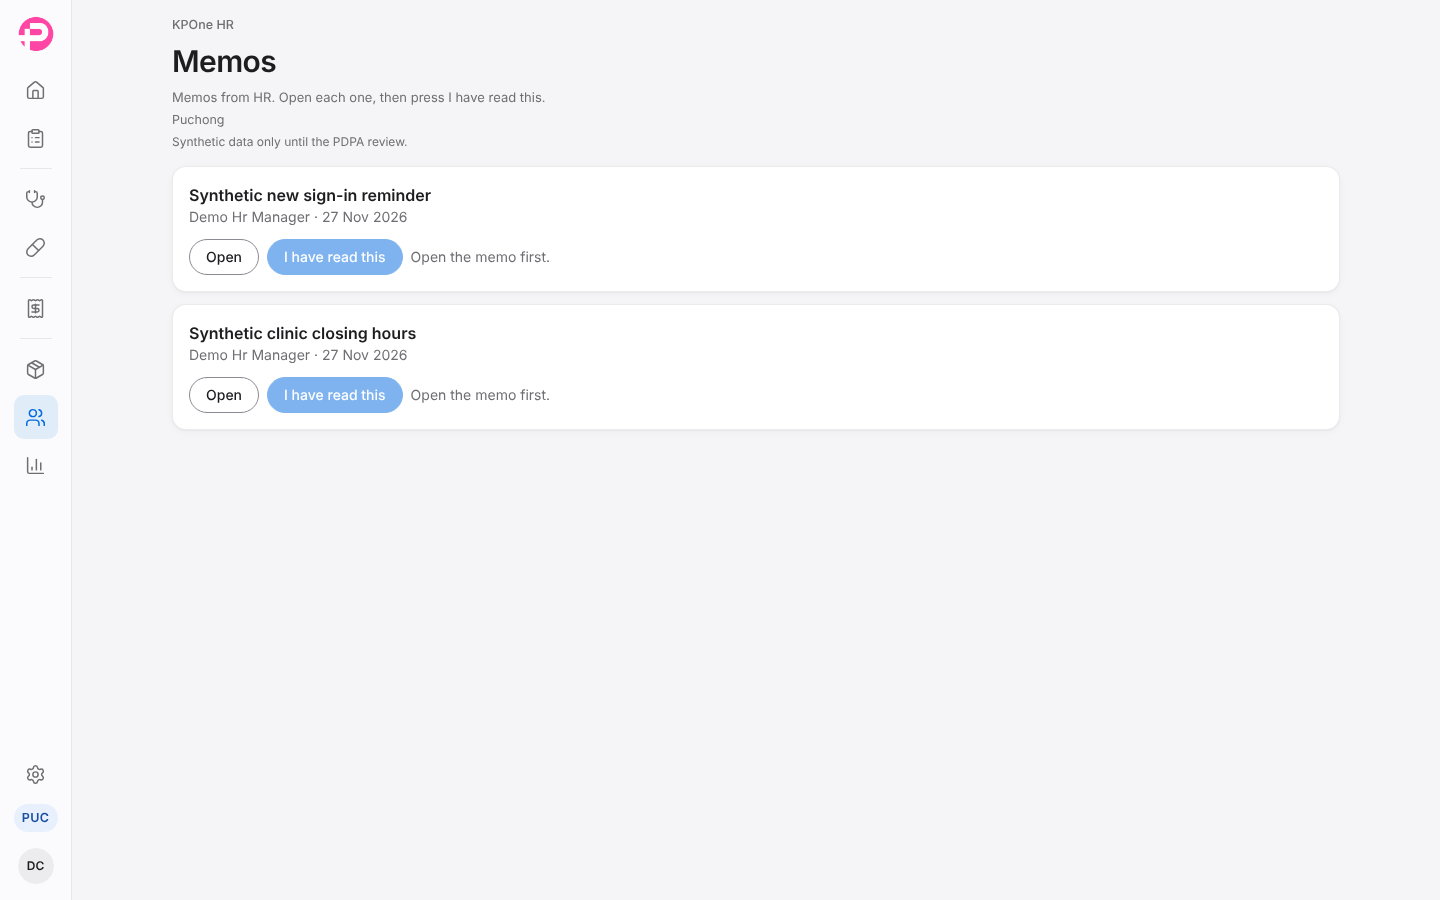 KPOne HR
Memos
Memos from HR. Open each one, then press I have read this.
Puchong
Synthetic data only until the PDPA review.
Synthetic new sign-in reminder
Demo Hr Manager · 27 Nov 2026
Open
I have read this
Open the memo first.
Synthetic clinic closing hours
Demo Hr Manager · 27 Nov 2026
Open
I have read this
Open the memo first.
PUC
DC